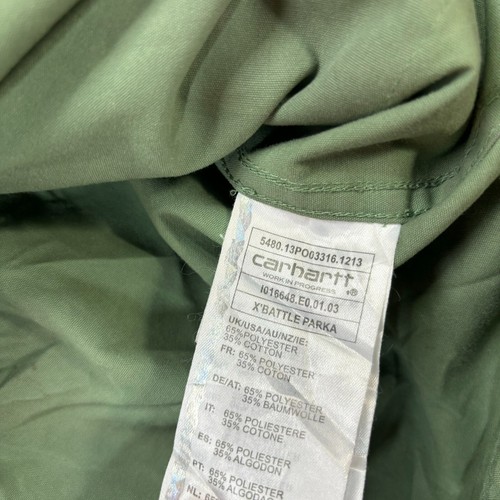 5480.13PO03316.1213
carhartt
WORK IN PROGRESS ®
I016648.E0.01.03
X'BATTLE PARKA
UK/USA/AU/NZ/IE:
65% POLYESTER
35% COTTON
FR: 65% POLYESTER
35% COTON
DE/AT: 65% POLYESTER
35% BAUMWOLLE
IT: 65% POLIESTERE
35% COTONE
ES: 65% POLIESTER
35% ALGODON
PT: 65% POLIESTER
35% ALGODAO
NL: 65%